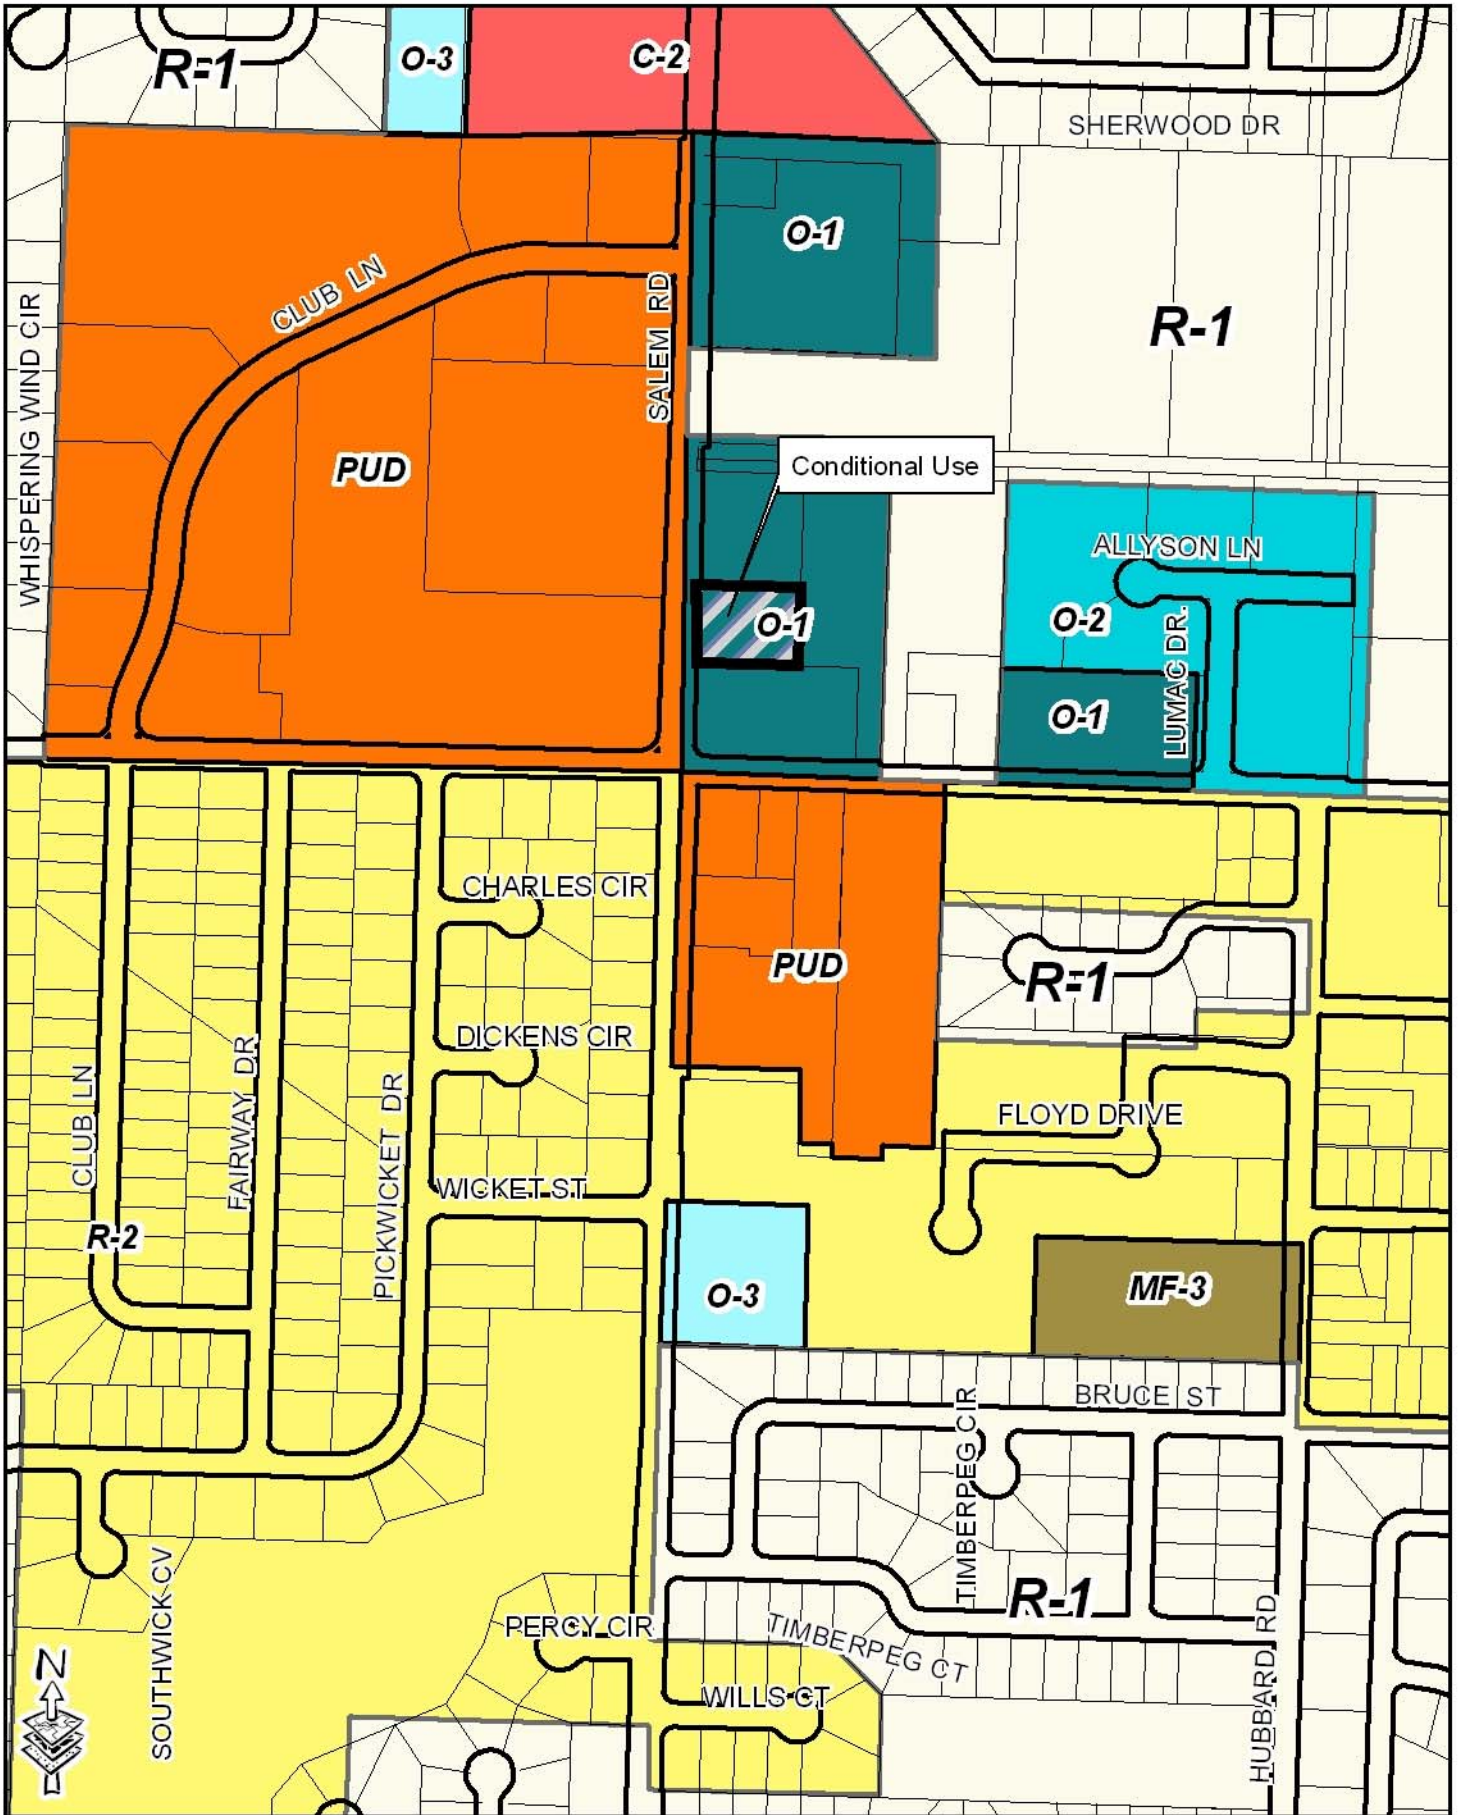 R-1
O-3
C-2
SHERWOOD DR
O-1
CLUB LN
SALEM RD
WHISPERING WIND CIR
R-1
PUD
Conditional Use
ALLYSON LN
O-1
O-2
LUMAC DR.
O-1
CHARLES CIR
PUD
R-1
DICKENS CIR
CLUB LN
FAIRWAY DR
PICKWICKET DR
FLOYD DRIVE
WICKET ST
R-2
O-3
MF-3
BRUCE ST
TIMBERPEG CIR
SOUTHWICK CV
R-1
PERCY CIR
TIMBERPEG CT
HUBBARD RD
WILLS CT
N